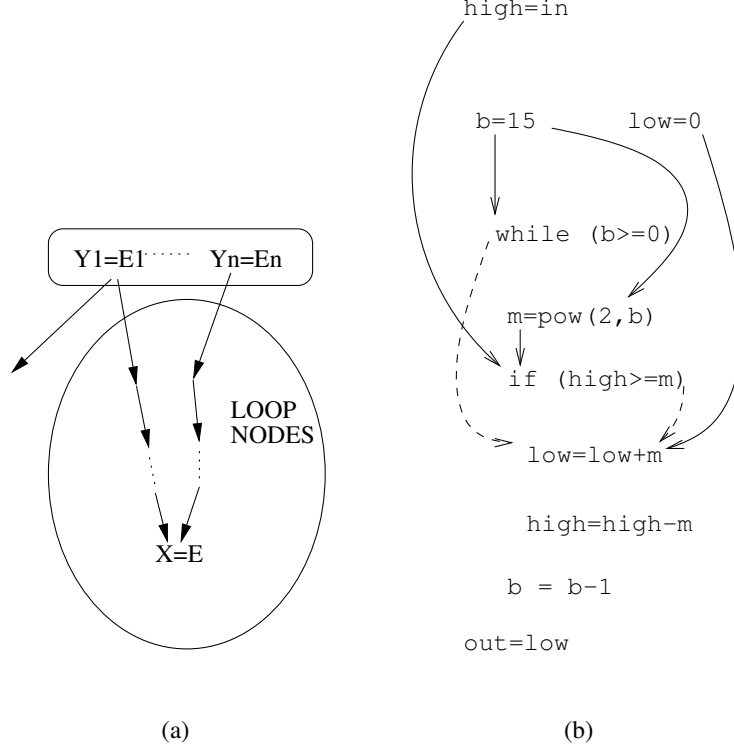 high=in
b=15 low=0
Y1=E1 ...... Yn=En
while (b>=0)
m=pow(2,b)
if (high>=m)
LOOP
NODES
low=low+m
high=high-m
X=E
b = b-1
out=low
(a) (b)